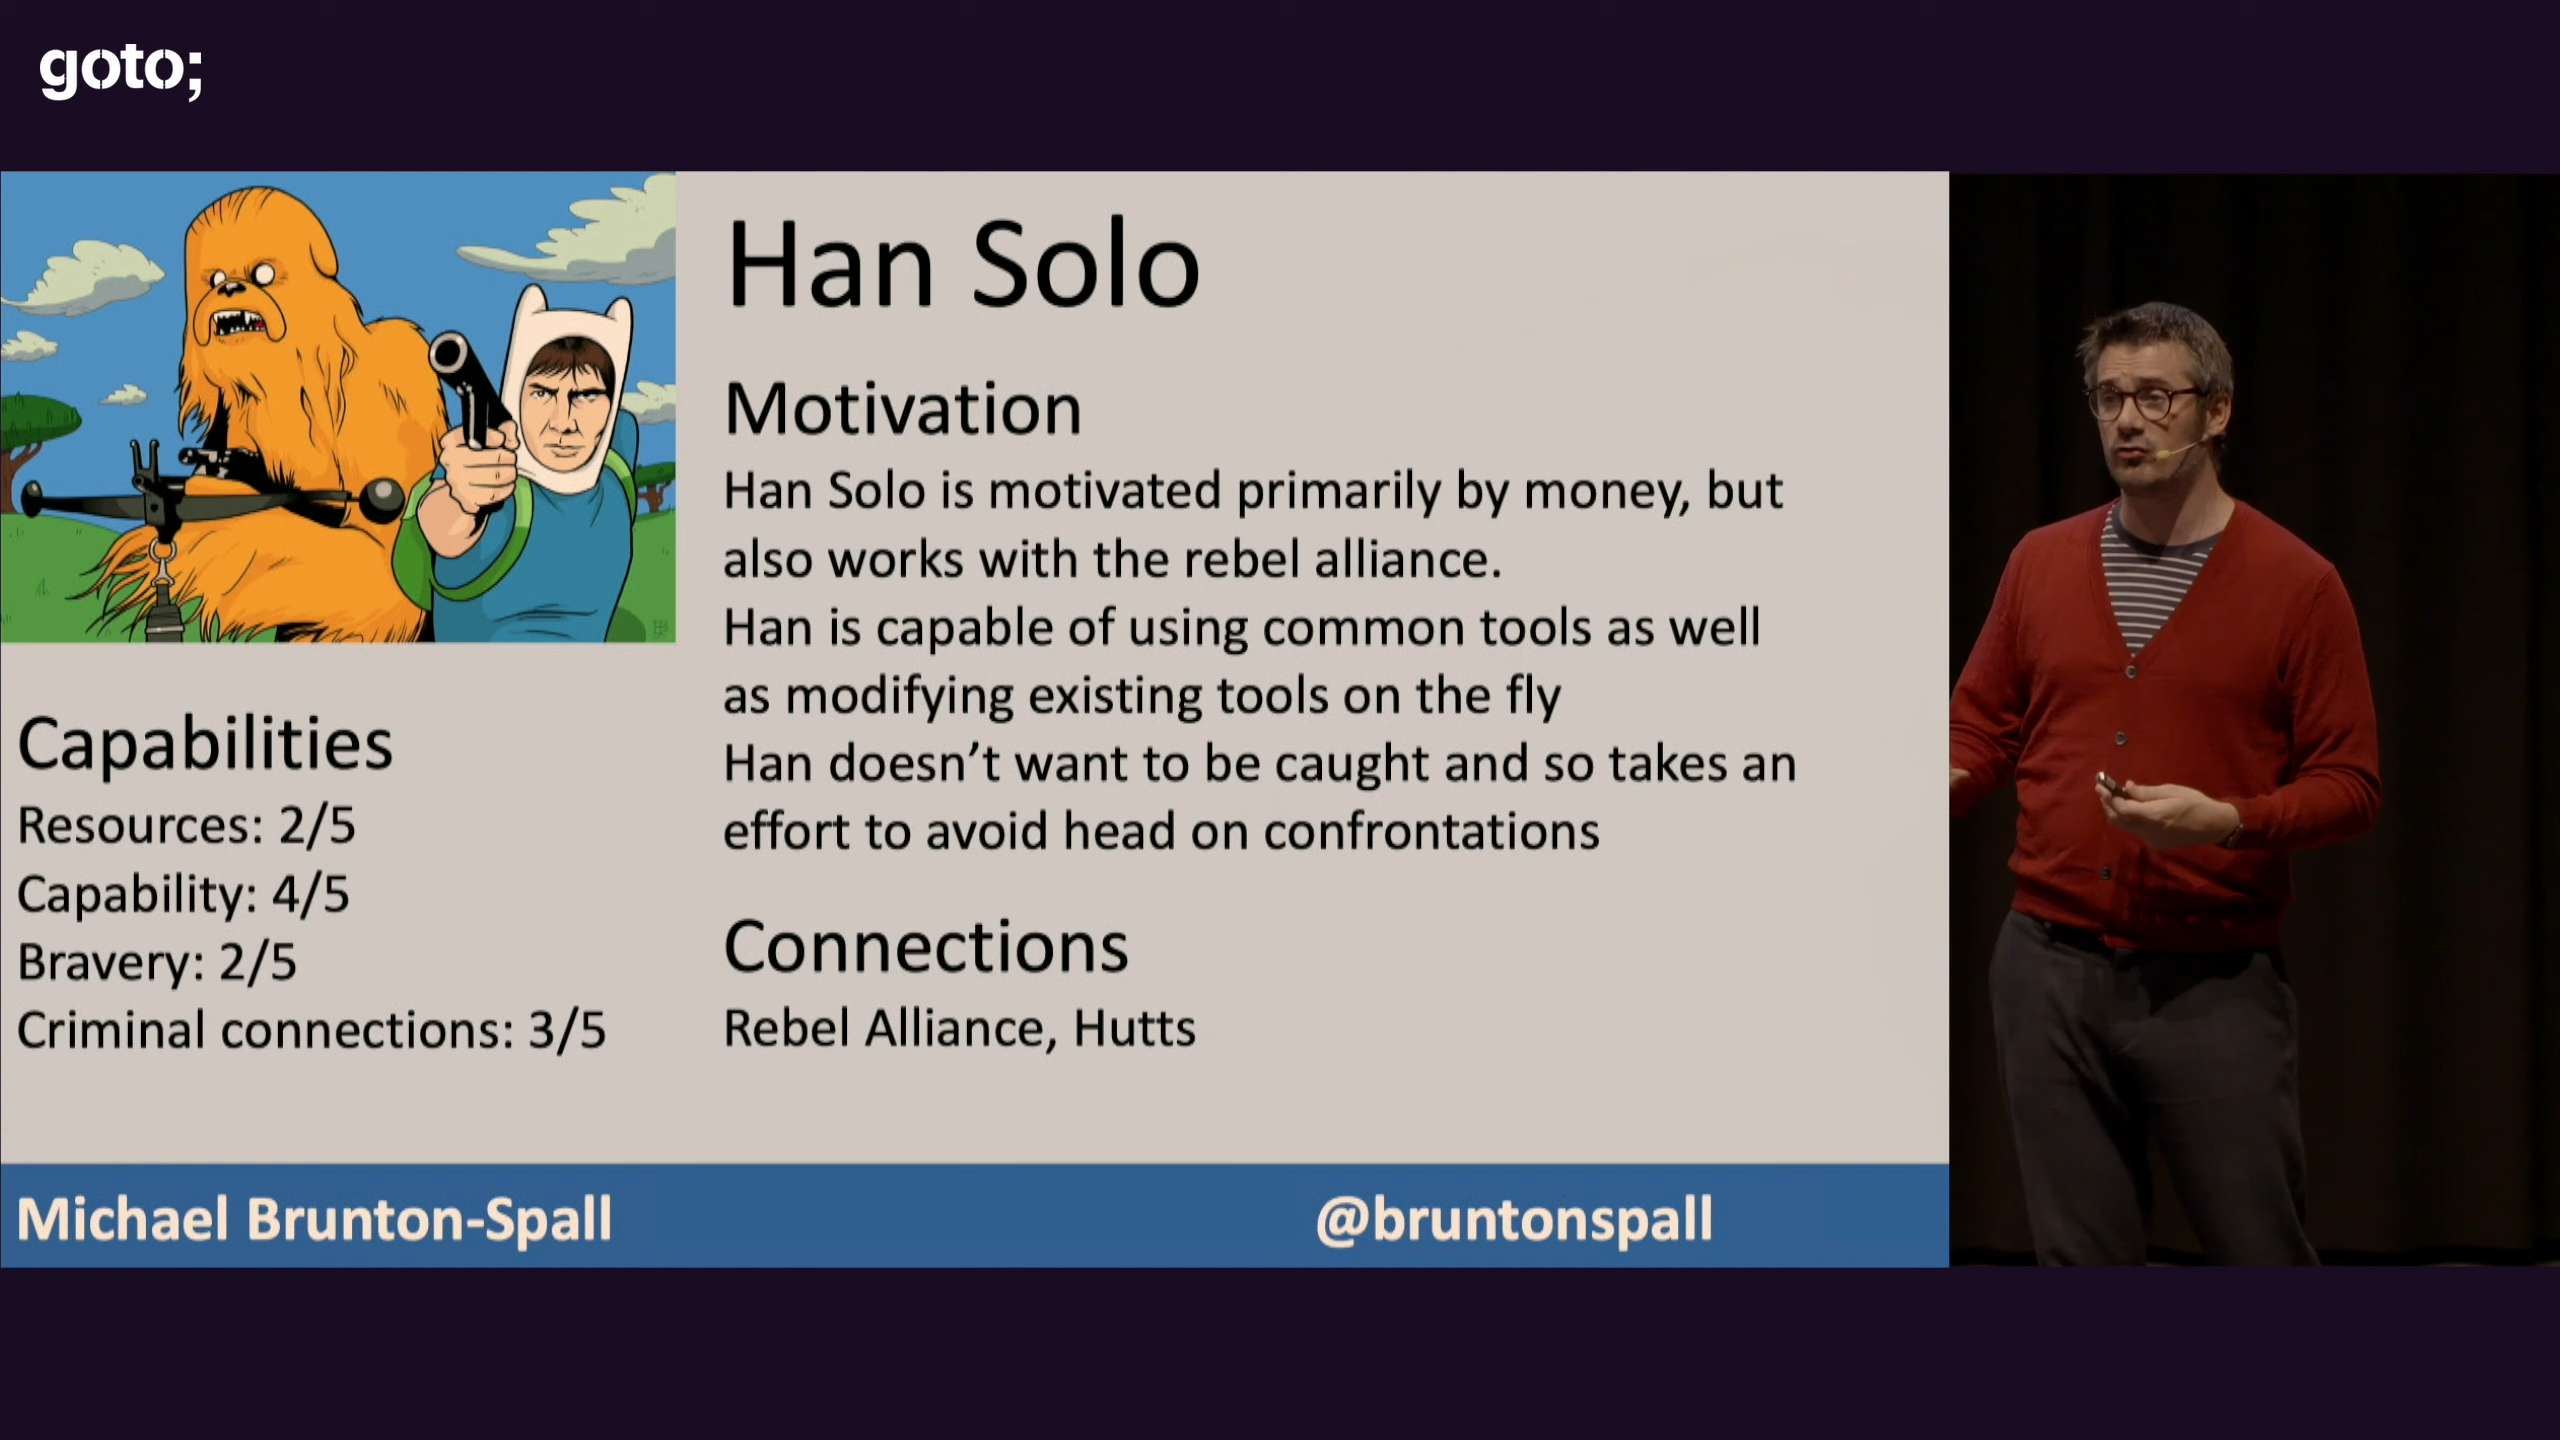 goto;
Han Solo
Motivation
Han Solo is motivated primarily by money, but
also works with the rebel alliance.
Han is capable of using common tools as well
as modifying existing tools on the fly
Han doesn’t want to be caught and so takes an
effort to avoid head on confrontations
Connections
Rebel Alliance, Hutts
Capabilities
Resources: 2/5
Capability: 4/5
Bravery: 2/5
Criminal connections: 3/5
Michael Brunton-Spall
@bruntonspall